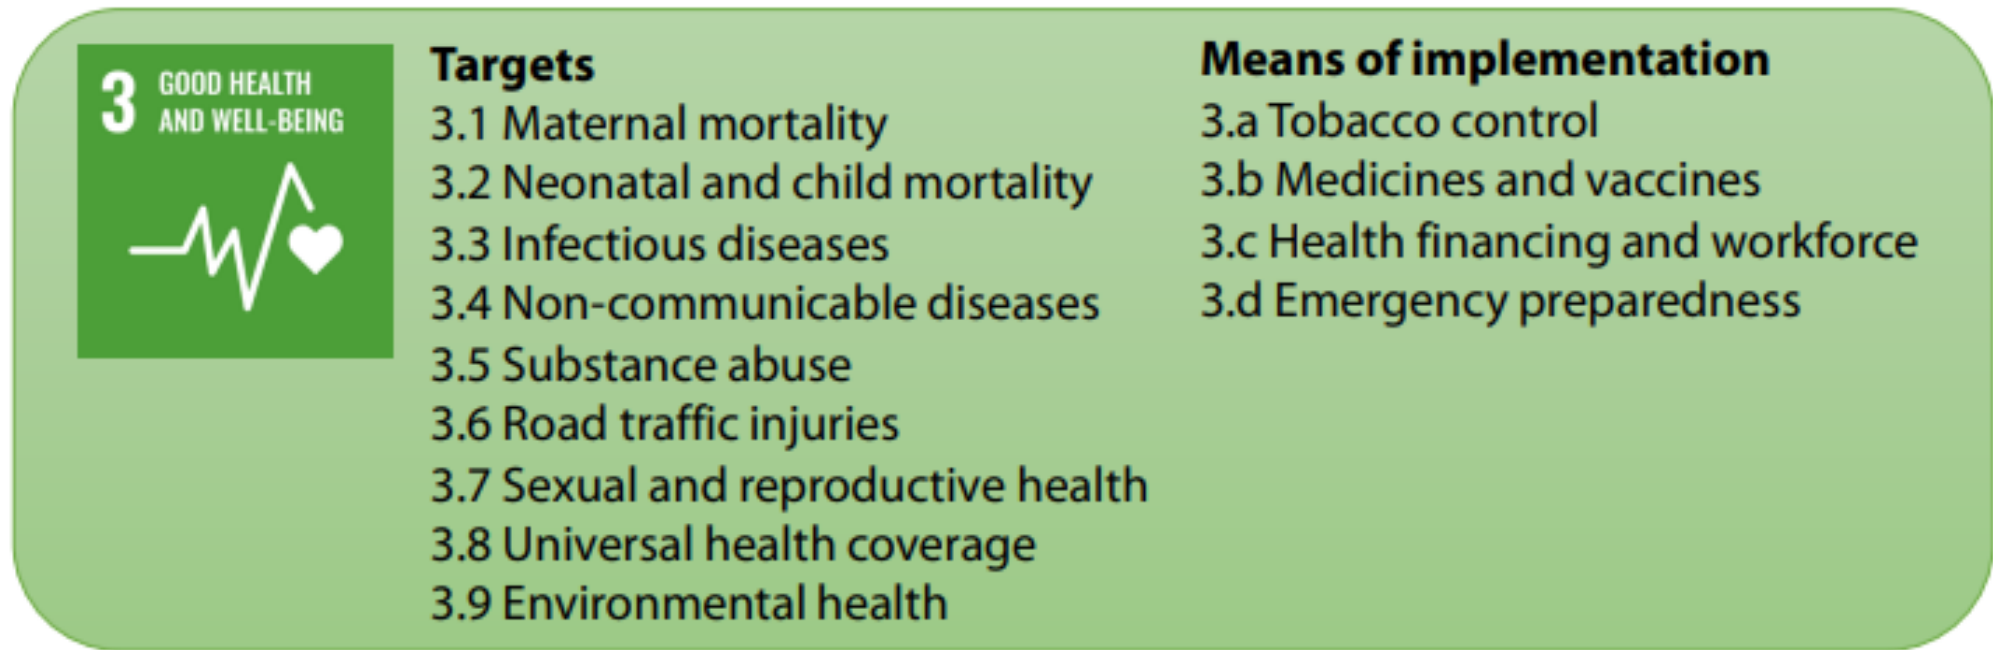 3 GOOD HEALTH
AND WELL-BEING
Targets
3.1 Maternal mortality
3.2 Neonatal and child mortality
3.3 Infectious diseases
3.4 Non-communicable diseases
3.5 Substance abuse
3.6 Road traffic injuries
3.7 Sexual and reproductive health
3.8 Universal health coverage
3.9 Environmental health
Means of implementation
3.a Tobacco control
3.b Medicines and vaccines
3.c Health financing and workforce
3.d Emergency preparedness